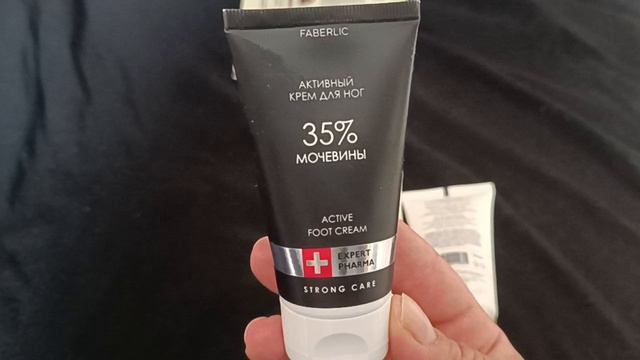 FABERLIC
АКТИВНЫЙ
КРЕМ ДЛЯ НОГ
35%
МОЧЕВИНЫ
ACTIVE
FOOT CREAM
EXPERT
PHARMA
STRONG CARE